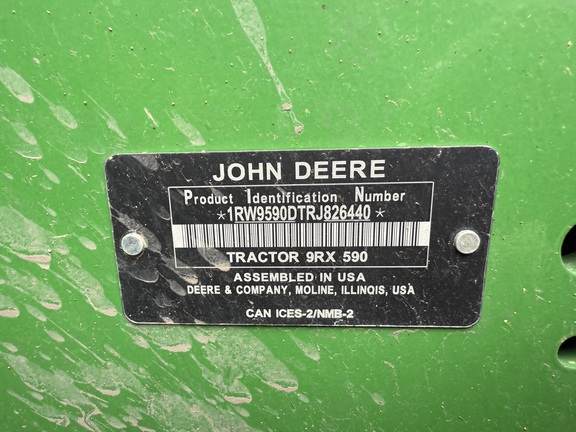 JOHN DEERE
Product Identification Number
*1RW9590DTRJ826440*
TRACTOR 9RX 590
ASSEMBLED IN USA
DEERE & COMPANY, MOLINE, ILLINOIS, USA
CAN ICES-2/NMB-2